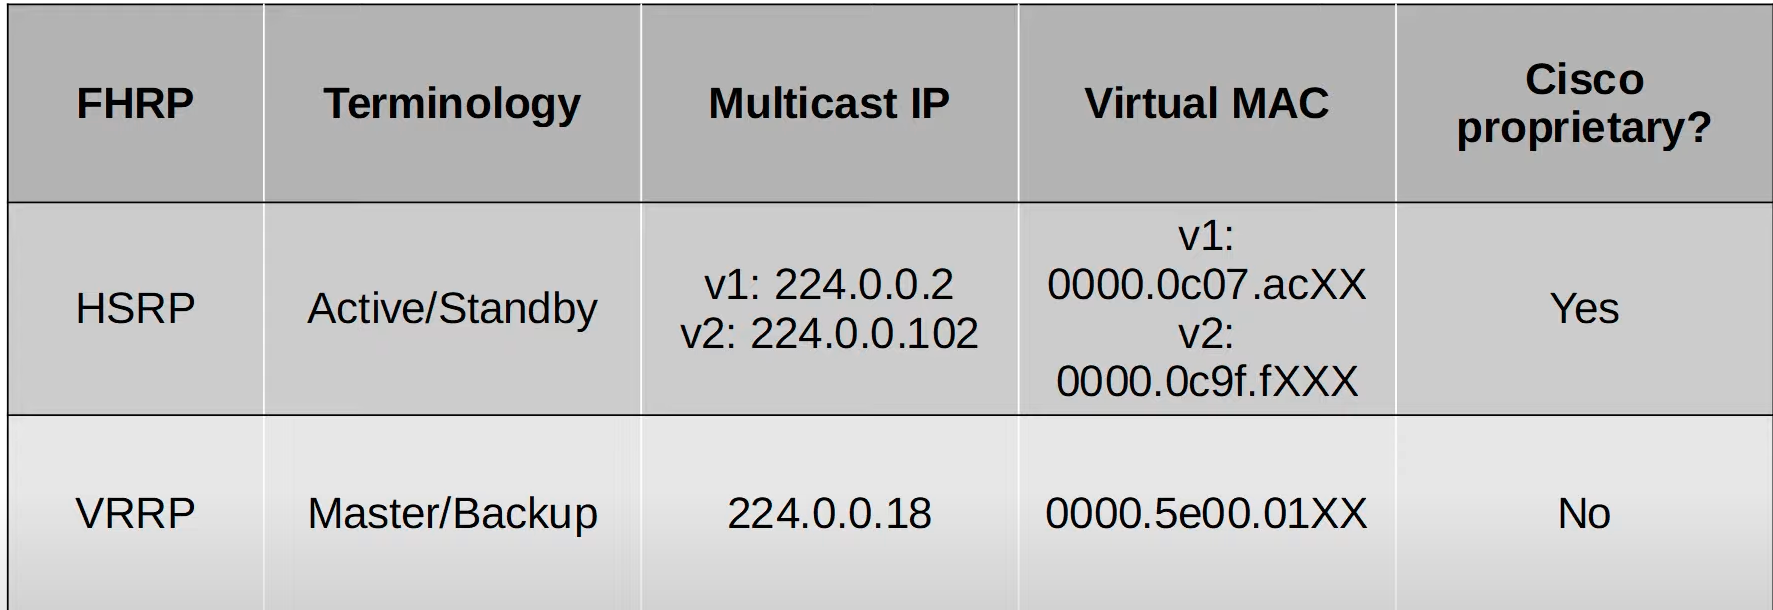 FHRP
Terminology
Multicast IP
Virtual MAC
Cisco
proprietary?
HSRP
Active/Standby
v1: 224.0.0.2
v2: 224.0.0.102
v1:
0000.0c07.acXX
v2:
0000.0c9f.fXXX
Yes
VRRP
Master/Backup
224.0.0.18
0000.5e00.01XX
No